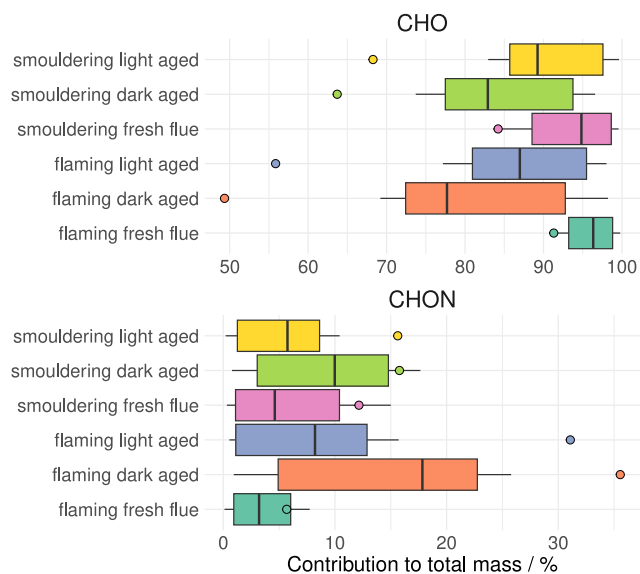 CHO
smouldering light aged
smouldering dark aged
smouldering fresh flue
flaming light aged
flaming dark aged
flaming fresh flue
50 60 70 80 90 100
CHON
smouldering light aged
smouldering dark aged
smouldering fresh flue
flaming light aged
flaming dark aged
flaming fresh flue
0 10 20 30
Contribution to total mass / %